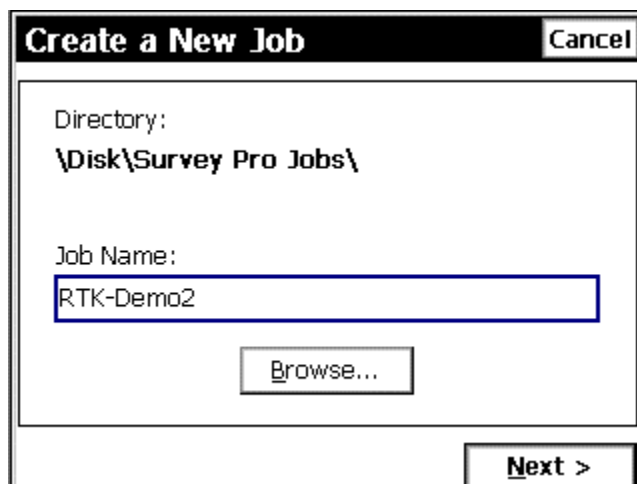 Create a New Job Cancel
Directory:
\Disk\Survey Pro Jobs\
Job Name:
RTK-Demo2
Browse...
Next >